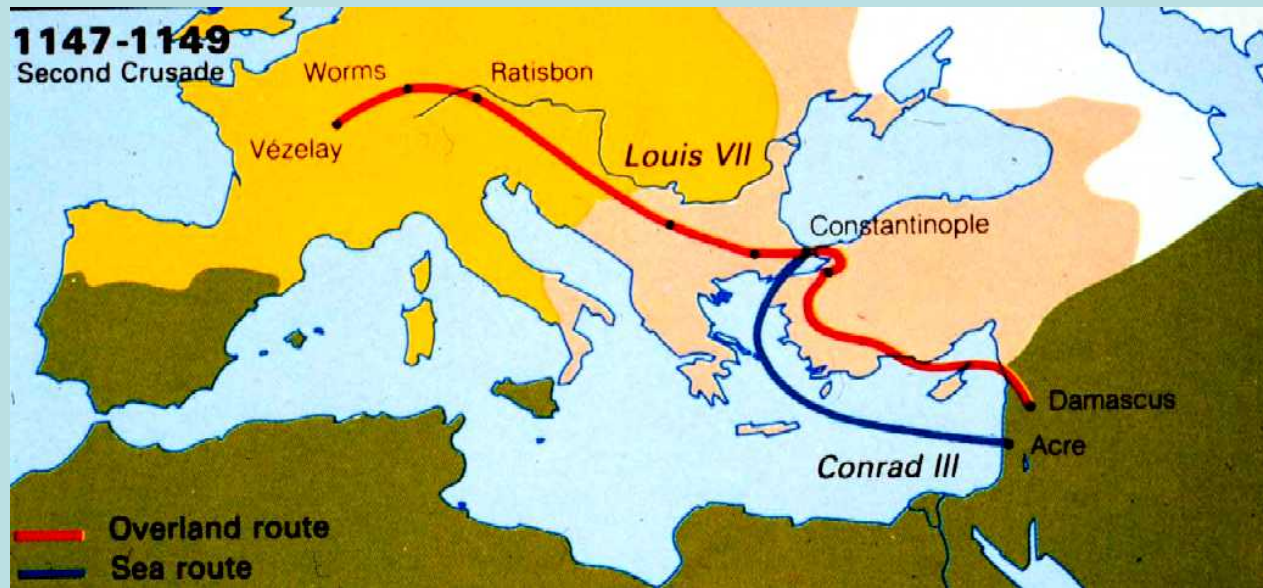 1147-1149
Second Crusade
Worms
Ratisbon
Vézelay
Louis VII
Constantinople
Damascus
Acre
Conrad III
Overland route
Sea route